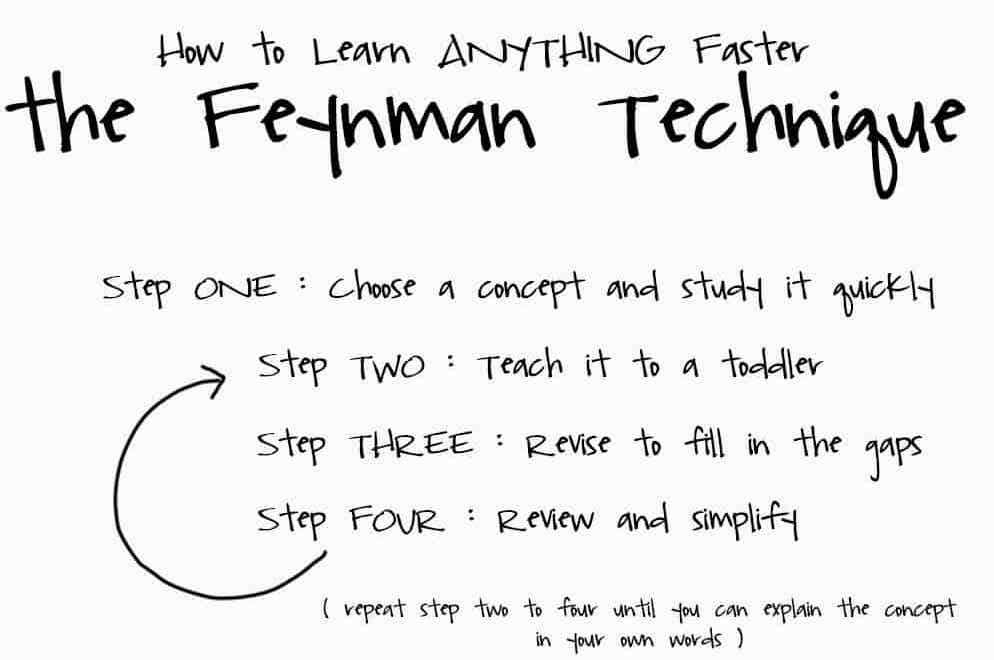 How to Learn ANYTHING Faster
the Feynman Technique
Step ONE : Choose a concept and study it quickly
Step TWO : Teach it to a toddler
Step THREE : Revise to fill in the gaps
Step FOUR : Review and simplify
( repeat step two to four until you can explain the concept
in your own words )